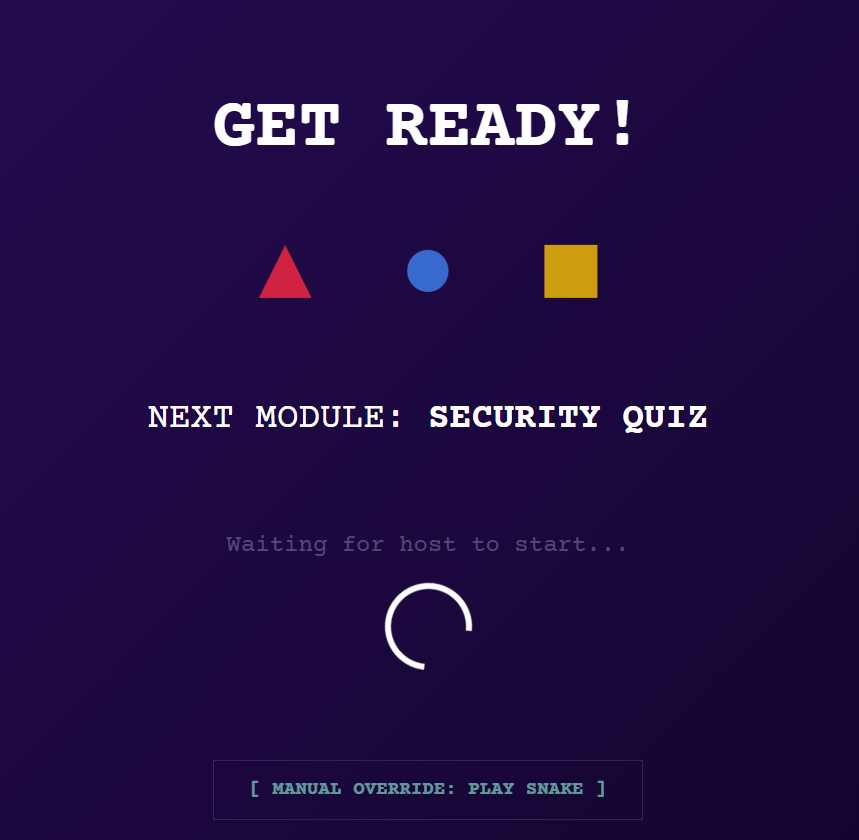 GET READY!
NEXT MODULE: SECURITY QUIZ
Waiting for host to start...
[ MANUAL OVERRIDE: PLAY SNAKE ]